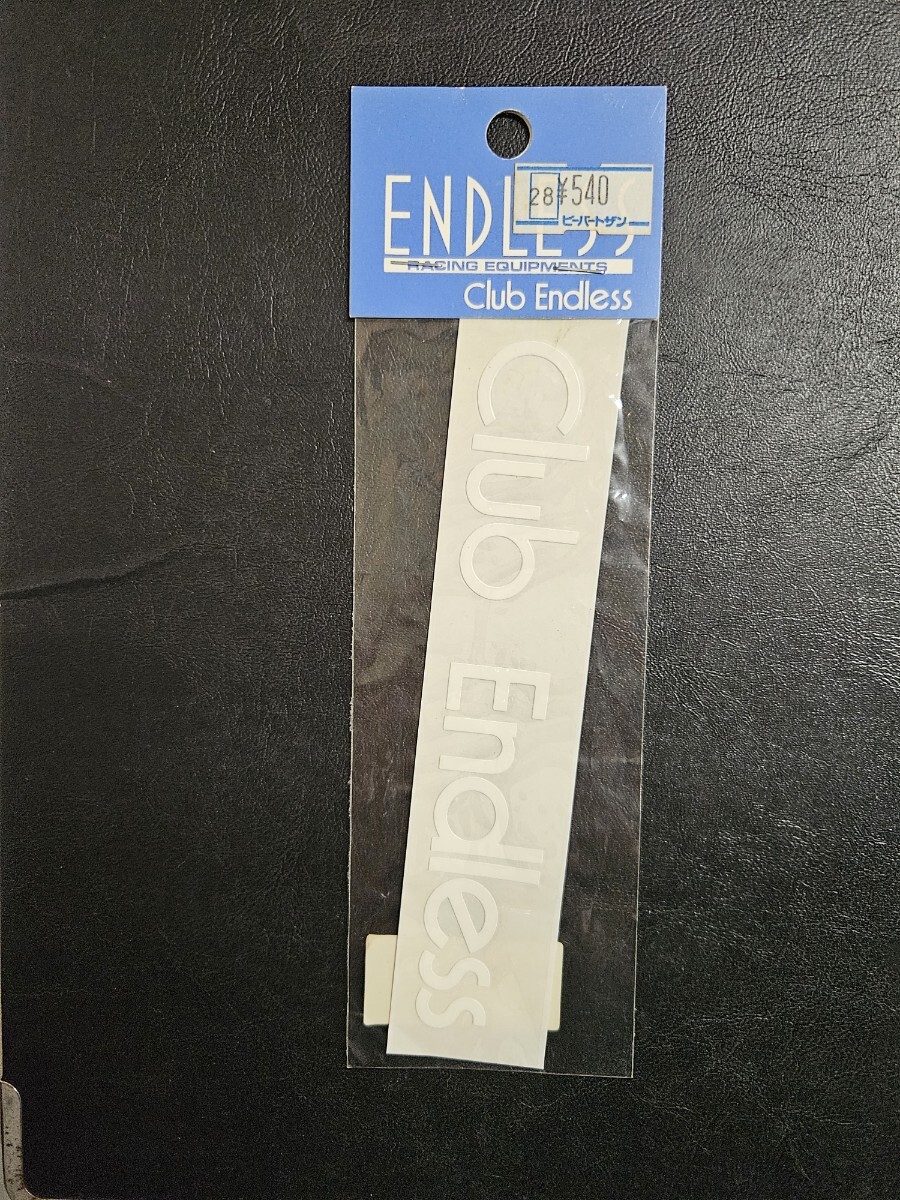 ENDLESS
28 ¥540
ビーバートザン
RACING EQUIPMENTS
Club Endless
Club Endless